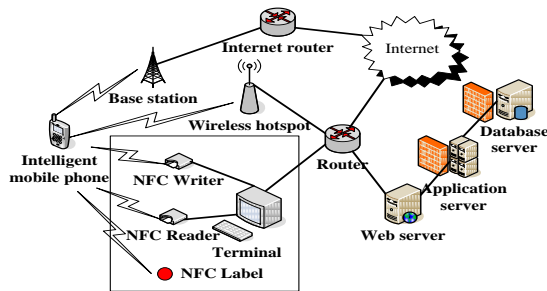 Internet router
Internet
Base station
Wireless hotspot
Database
server
Intelligent
mobile phone
Router
NFC Writer
Application
server
NFC Reader
Terminal
Web server
NFC Label